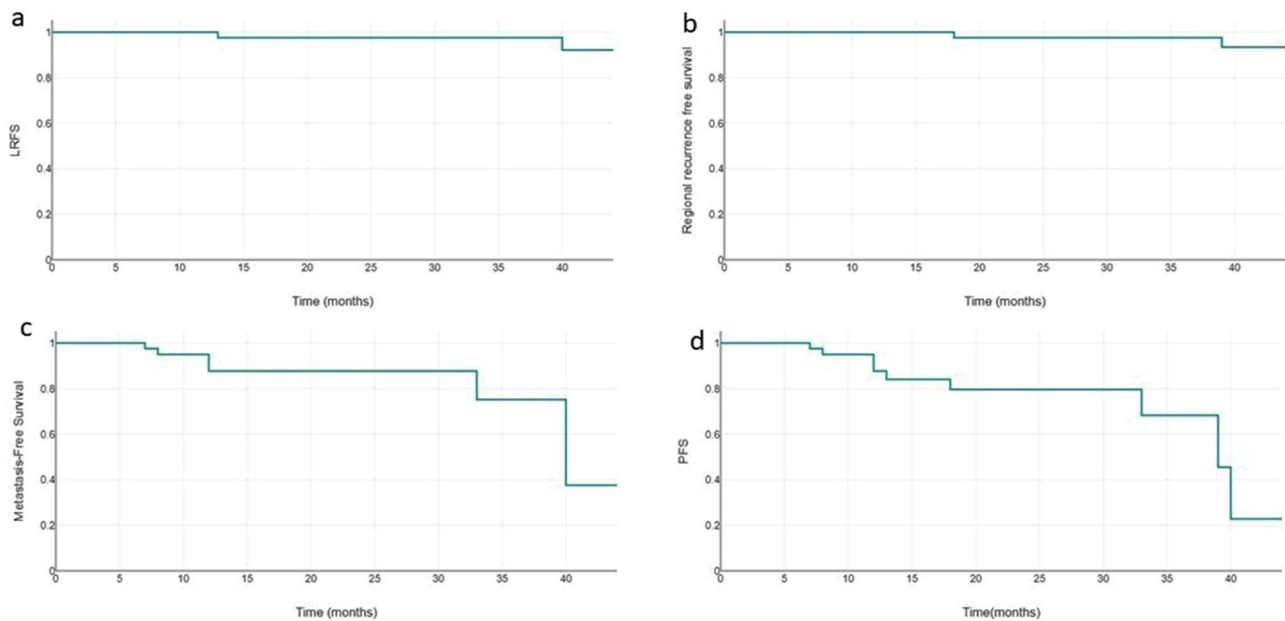 a
1
0.8
0.6
0.4
0.2
0
LRFS
0 5 10 15 20 25 30 35 40
Time (months)
b
1
0.8
0.6
0.4
0.2
0
Regional recurrence free survival
0 5 10 15 20 25 30 35 40
Time (months)
c
1
0.8
0.6
0.4
0.2
0
Metastasis-Free Survival
0 5 10 15 20 25 30 35 40
Time (months)
d
1
0.8
0.6
0.4
0.2
0
PFS
0 5 10 15 20 25 30 35 40
Time(months)